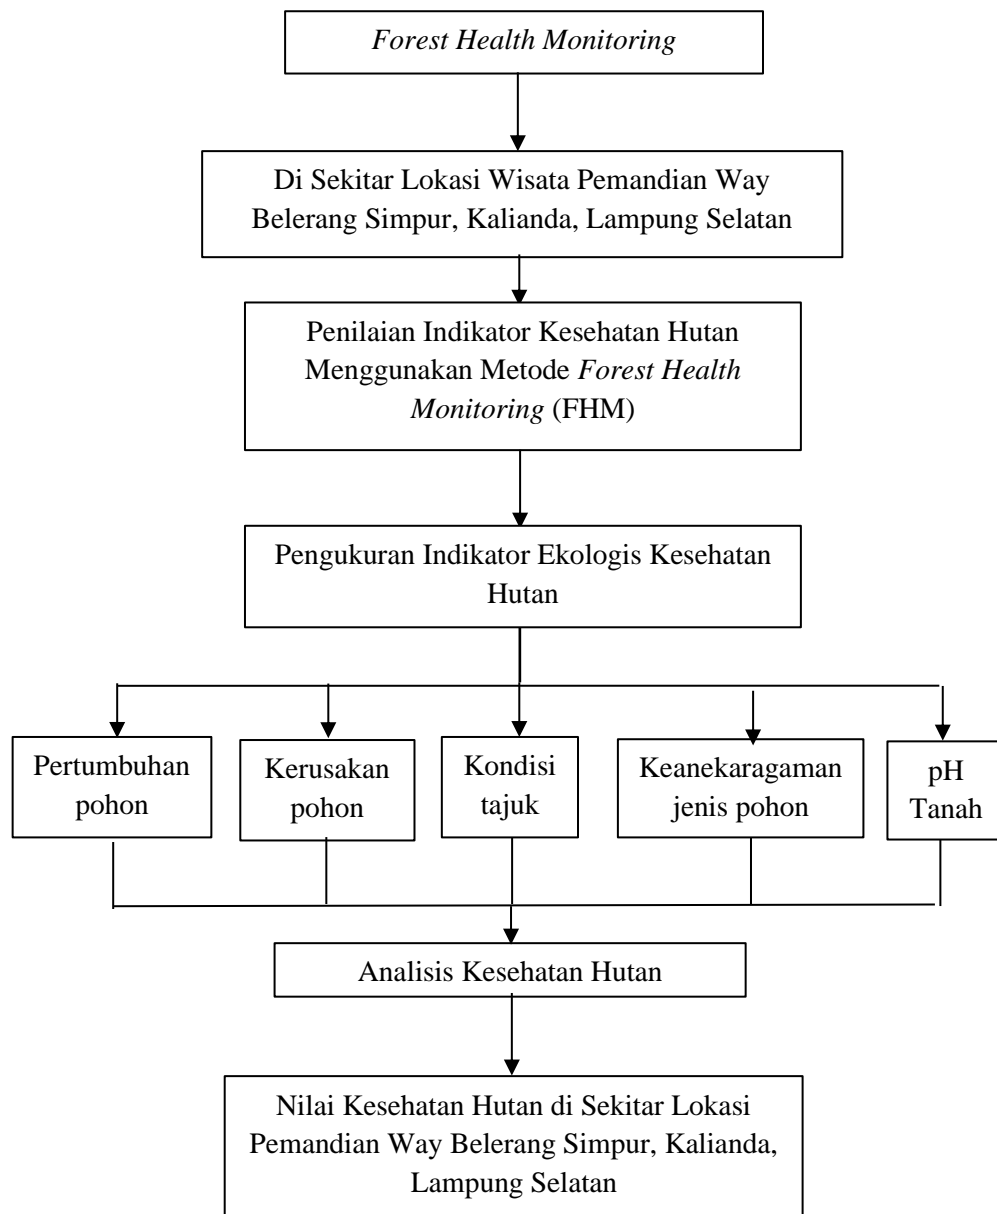 Forest Health Monitoring
Di Sekitar Lokasi Wisata Pemandian Way
Belerang Simpur, Kalianda, Lampung Selatan
Penilaian Indikator Kesehatan Hutan
Menggunakan Metode Forest Health
Monitoring (FHM)
Pengukuran Indikator Ekologis Kesehatan
Hutan
Pertumbuhan
pohon
Kerusakan
pohon
Kondisi
tajuk
Keanekaragaman
jenis pohon
pH
Tanah
Analisis Kesehatan Hutan
Nilai Kesehatan Hutan di Sekitar Lokasi
Pemandian Way Belerang Simpur, Kalianda,
Lampung Selatan